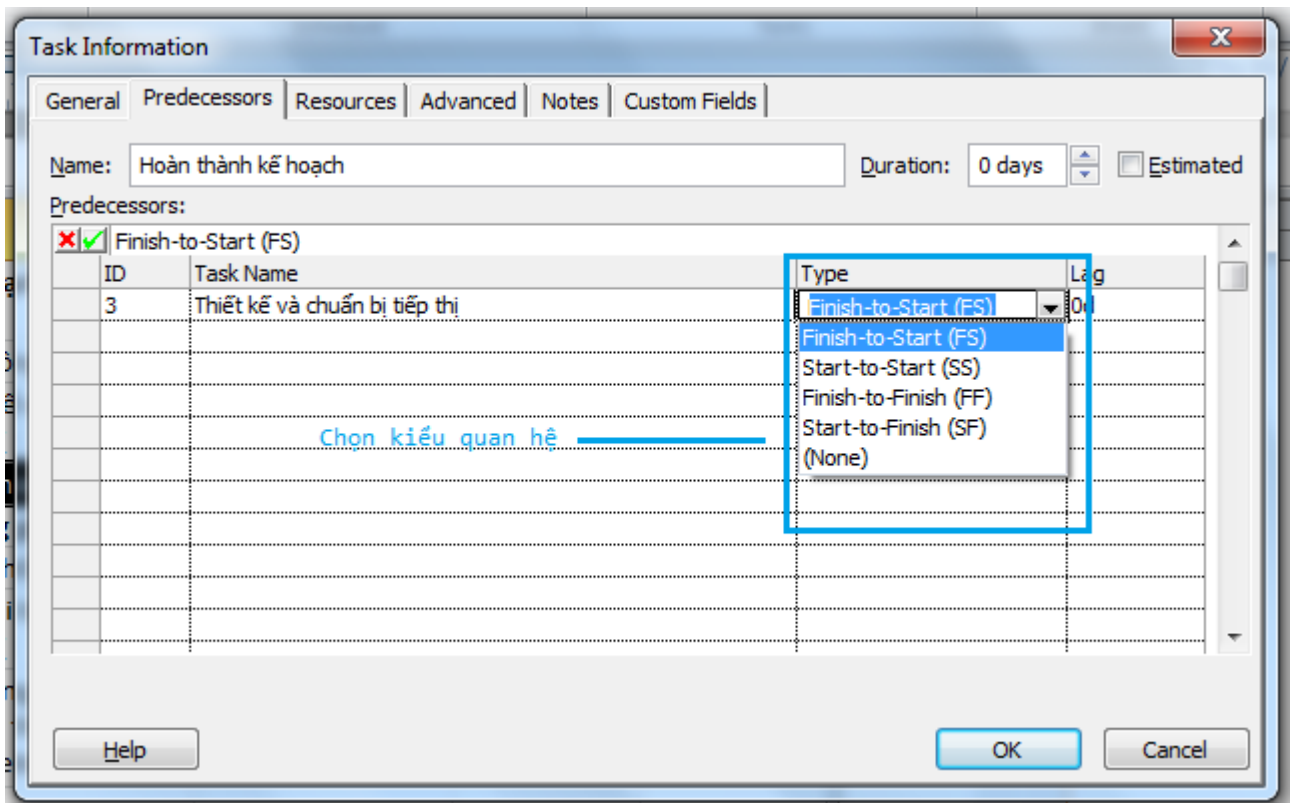 Task Information
General Predecessors Resources Advanced Notes Custom Fields
Name: Hoàn thành kế hoạch Duration: 0 days Estimated
Predecessors:
Finish-to-Start (FS)
ID Task Name Type Lag
3 Thiết kế và chuẩn bị tiếp thị Finish-to-Start (FS) 0d
Finish-to-Start (FS)
Start-to-Start (SS)
Finish-to-Finish (FF)
Start-to-Finish (SF)
(None)
Chọn kiểu quan hệ
Help OK Cancel